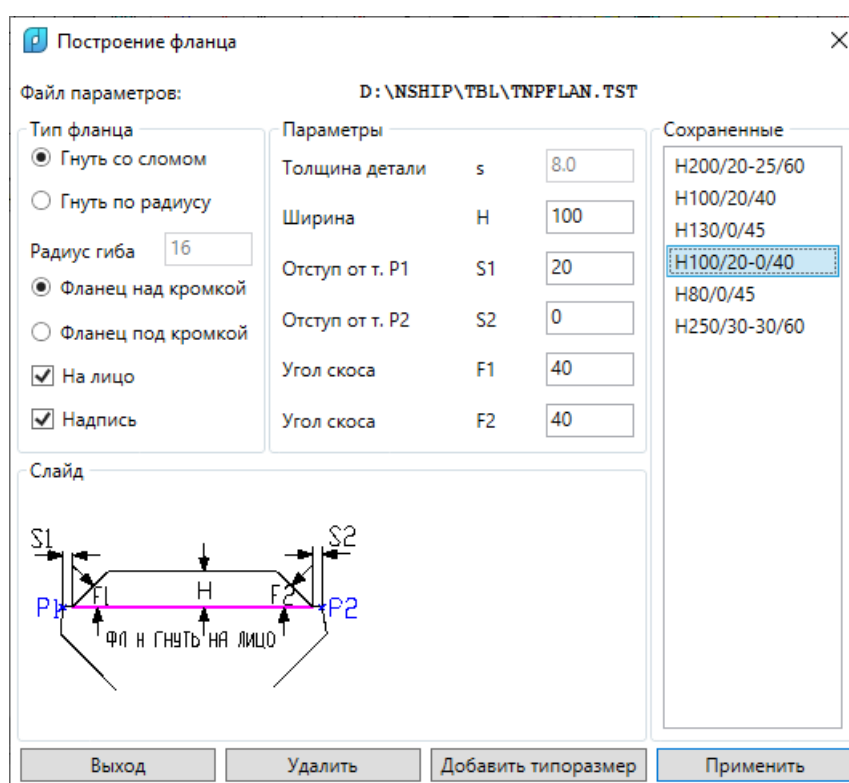 Построение фланца
Файл параметров: D:\NSHIP\TBL\TNPFLAN.TST
Тип фланца
Гнуть со сломом
Гнуть по радиусу
Радиус гиба 16
Фланец над кромкой
Фланец под кромкой
На лицо
Надпись
Параметры
Толщина детали s 8.0
Ширина H 100
Отступ от т. P1 S1 20
Отступ от т. P2 S2 0
Угол скоса F1 40
Угол скоса F2 40
Сохраненные
H200/20-25/60
H100/20/40
H130/0/45
H100/20-0/40
H80/0/45
H250/30-30/60
Слайд
S1 S2
F1 H F2
P1 P2
ФЛ Н ГНУТЬ НА ЛИЦО
Выход Удалить Добавить типоразмер Применить